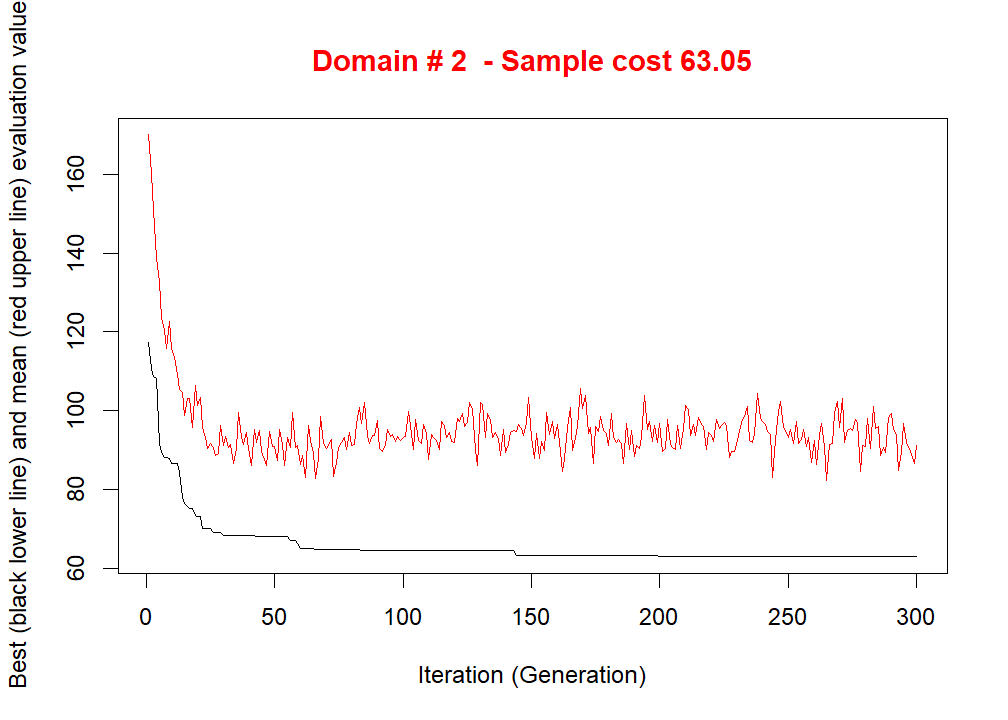 Domain # 2  - Sample cost 63.05
Best (black lower line) and mean (red upper line) evaluation value
160
140
120
100
80
60
0 50 100 150 200 250 300
Iteration (Generation)